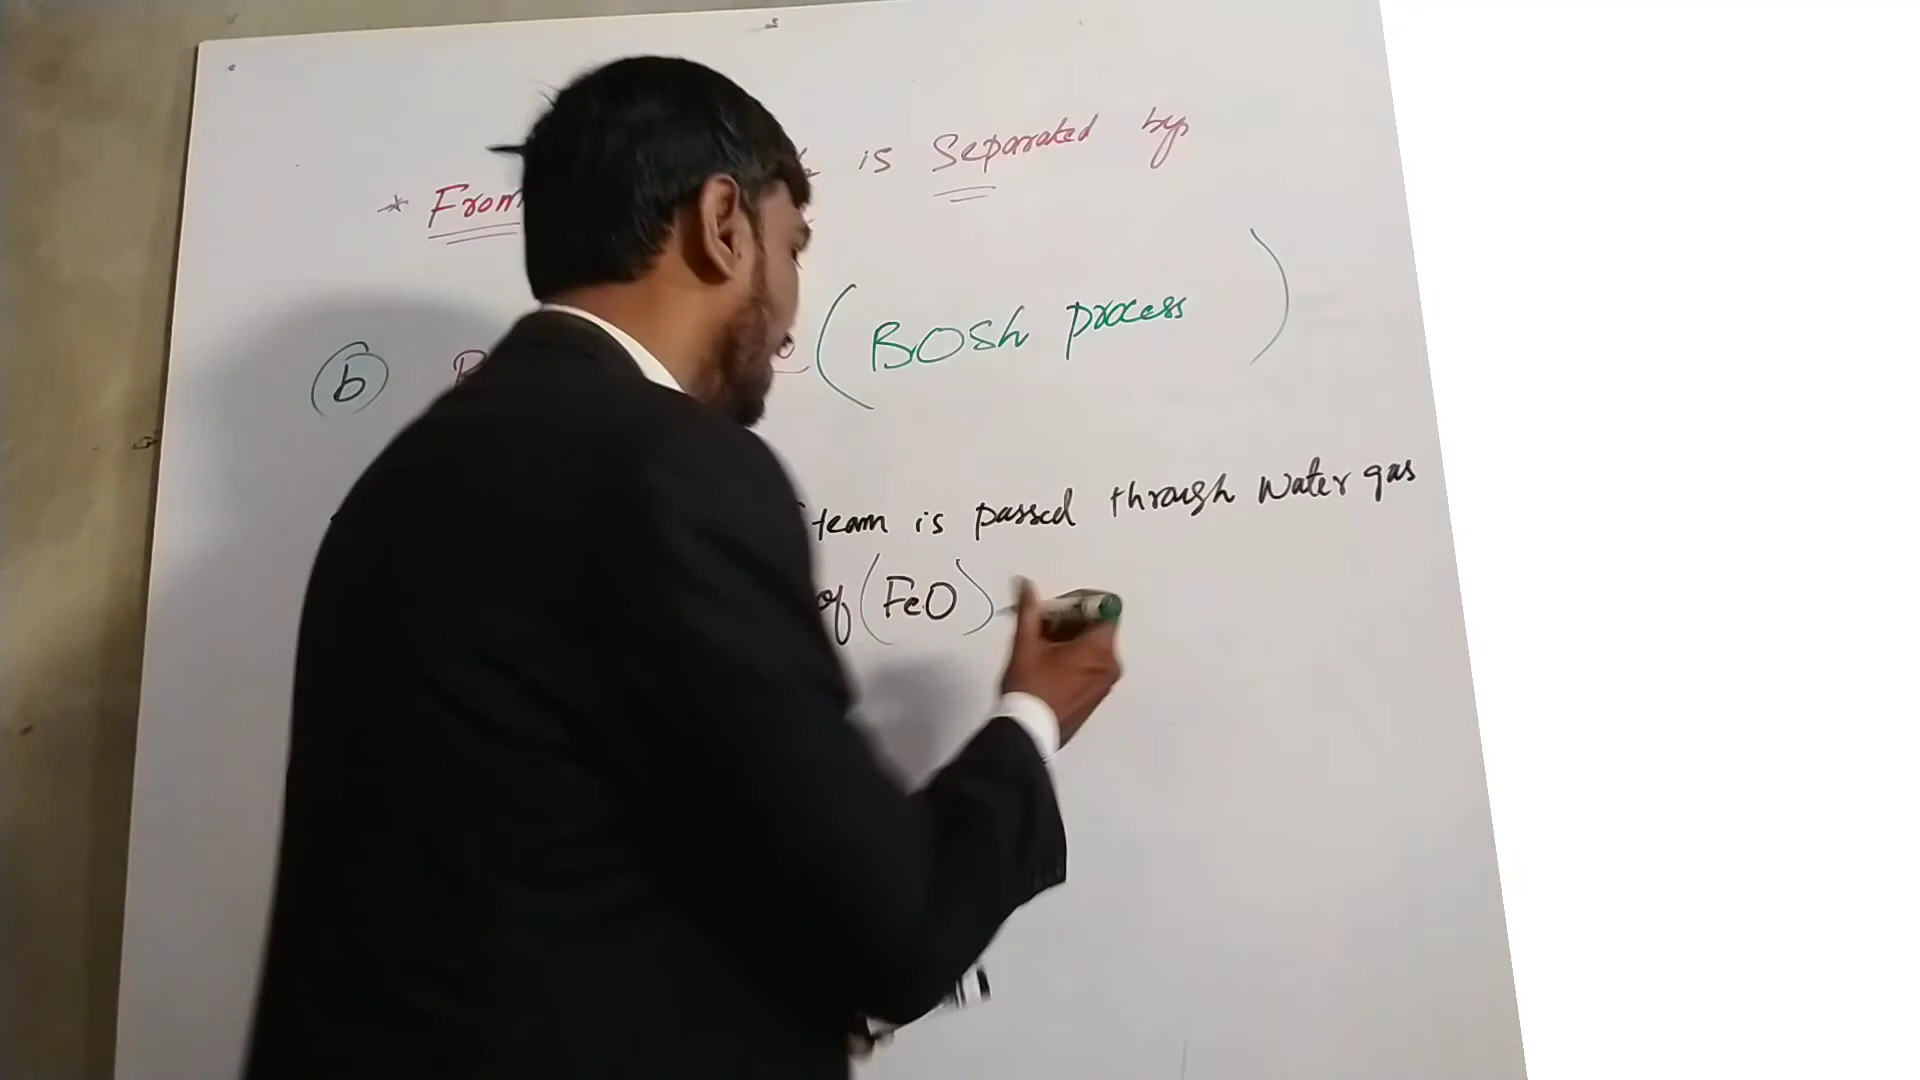 * From is Separated by
(b) (BOSh process )
team is passed through water gas
of (FeO)